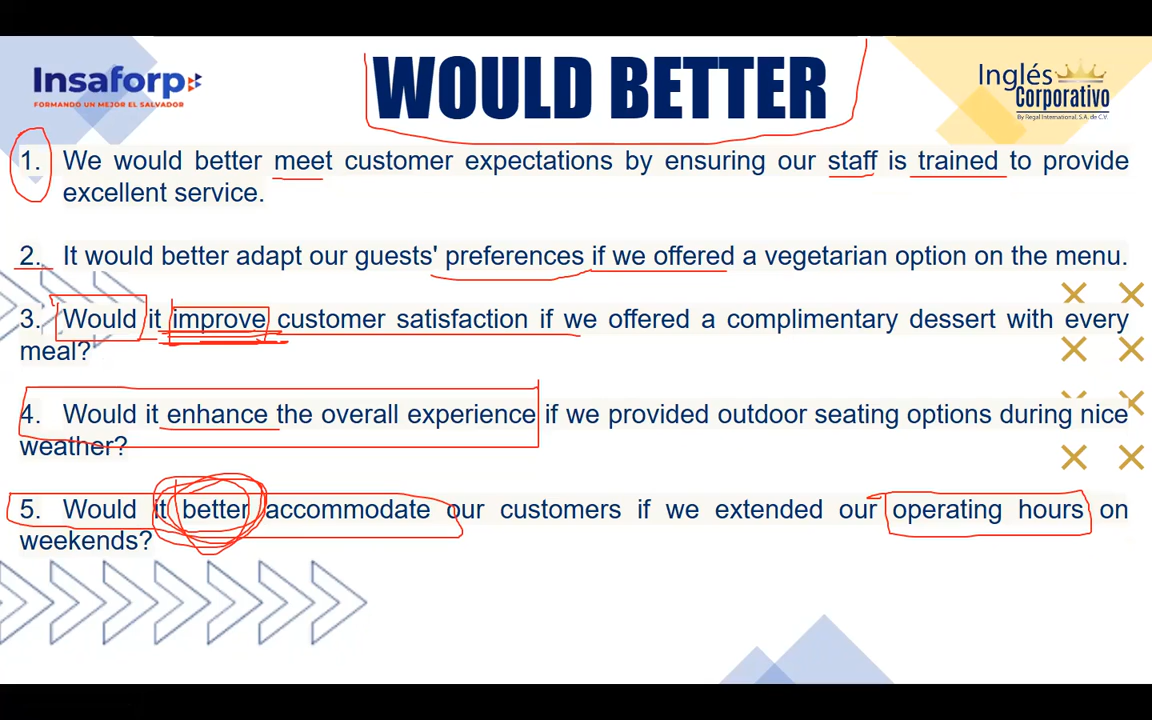 Insaforp
FORMANDO UN MEJOR EL SALVADOR
WOULD BETTER
Inglés
Corporativo
By Regal International, S.A. de C.V.
1. We would better meet customer expectations by ensuring our staff is trained to provide
excellent service.
2. It would better adapt our guests' preferences if we offered a vegetarian option on the menu.
3. Would it improve customer satisfaction if we offered a complimentary dessert with every
meal?
4. Would it enhance the overall experience if we provided outdoor seating options during nice
weather?
5. Would it better accommodate our customers if we extended our operating hours on
weekends?